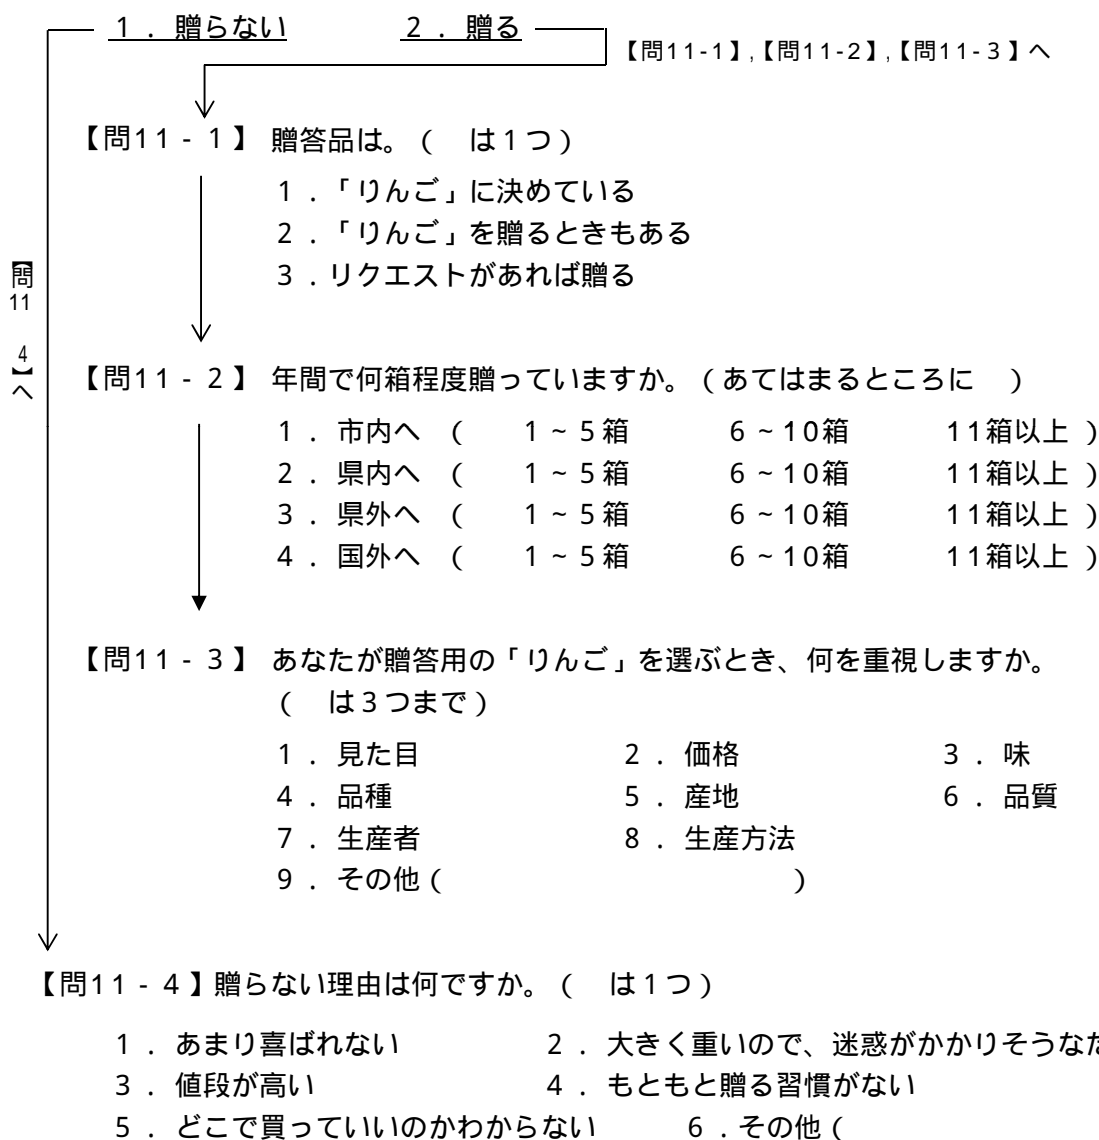 １．贈らない　２．贈る
【問11-1】,【問11-2】,【問11-3】へ
【問11-1】 贈答品は。(　は1つ)
1．「りんご」に決めている
2．「りんご」を贈るときもある
3．リクエストがあれば贈る
【問11 4】へ
【問11-2】 年間で何箱程度贈っていますか。(あてはまるところに　)
1．市内へ (　1~5箱　6~10箱　11箱以上 )
2．県内へ (　1~5箱　6~10箱　11箱以上 )
3．県外へ (　1~5箱　6~10箱　11箱以上 )
4．国外へ (　1~5箱　6~10箱　11箱以上 )
【問11-3】 あなたが贈答用の「りんご」を選ぶとき、何を重視しますか。
(　は3つまで)
1．見た目　2．価格　3．味
4．品種　5．産地　6．品質
7．生産者　8．生産方法
9．その他(　　　)
【問11-4】贈らない理由は何ですか。(　は1つ)
1．あまり喜ばれない　2．大きく重いので、迷惑がかかりそうな
3．値段が高い　4．もともと贈る習慣がない
5．どこで買っていいのかわからない　6．その他(